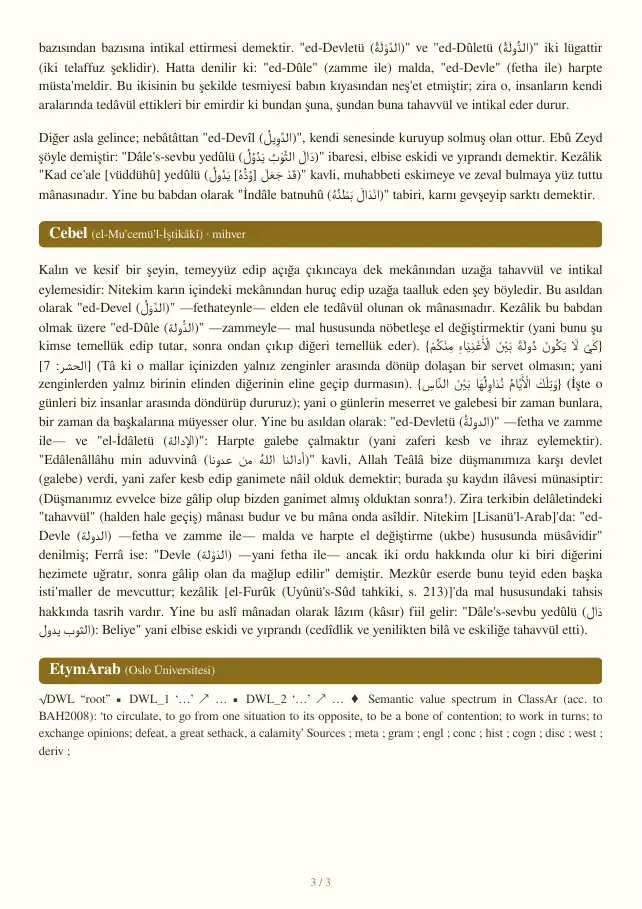 bazısından bazısına intikal ettirmesi demektir. "ed-Devletü (الدَّوْلَةُ)" ve "ed-Dûletü (الدُّولَةُ)" iki lügattir
(iki telaffuz şeklidir). Hatta denilir ki: "ed-Dûle" (zamme ile) malda, "ed-Devle" (fetha ile) harpte
müsta'meldir. Bu ikisinin bu şekilde tesmiyesi babın kıyasından neş'et etmiştir; zira o, insanların kendi
aralarında tedâvül ettikleri bir emirdir ki bundan şuna, şundan buna tahavvül ve intikal eder durur.
Diğer asla gelince; nebâtâttan "ed-Devîl (الدَّوِيلُ)", kendi senesinde kuruyup solmuş olan ottur. Ebû Zeyd
şöyle demiştir: "Dâle's-sevbu yedûlü (دَالَ الثَّوْبُ يَدُوْلُ)" ibaresi, elbise eskidi ve yıprandı demektir. Kezâlik
"Kad ce'ale [vüddühû] yedûlü (قَدْ جَعَلَ [وُدُّهُ] يَدُولُ)" kavli, muhabbeti eskimeye ve zeval bulmaya yüz tuttu
mânasınadır. Yine bu babdan olarak "İndâle batnuhû (انْدَالَ بَطْنُهُ)" tabiri, karnı gevşeyip sarktı demektir.
Cebel (el-Mu'cemü'l-İştikâkî) · mihver
Kalın ve kesif bir şeyin, temeyyüz edip açığa çıkıncaya dek mekânından uzağa tahavvül ve intikal
eylemesidir: Nitekim karın içindeki mekânından huruç edip uzağa taalluk eden şey böyledir. Bu asıldan
olarak "ed-Devel (الدَّوَلُ)" —fethateynle— elden ele tedâvül olunan ok mânasınadır. Kezâlik bu babdan
olmak üzere "ed-Dûle (الدُّولة)" —zammeyle— mal hususunda nöbetleşe el değiştirmektir (yani bunu şu
kimse temellük edip tutar, sonra ondan çıkıp diğeri temellük eder). {كَيْ لَا يَكُونَ دُولَةً بَيْنَ الْأَغْنِيَاءِ مِنْكُمْ}
[الحشر: 7] (Tâ ki o mallar içinizden yalnız zenginler arasında dönüp dolaşan bir servet olmasın; yani
zenginlerden yalnız birinin elinden diğerinin eline geçip durmasın). {وَتِلْكَ الْأَيَّامُ نُدَاوِلُهَا بَيْنَ النَّاسِ} (İşte o
günleri biz insanlar arasında döndürüp dururuz); yani o günlerin meserret ve galebesi bir zaman bunlara,
bir zaman da başkalarına müyesser olur. Yine bu asıldan olarak: "ed-Devletü (الدولةُ)" —fetha ve zamme
ile— ve "el-İdâletü (الإدالة)": Harpte galebe çalmaktır (yani zaferi kesb ve ihraz eylemektir).
"Edâlenâllâhu min aduvvinâ (أدالنا اللهُ من عدونا)" kavli, Allah Teâlâ bize düşmanımıza karşı devlet
(galebe) verdi, yani zafer kesb edip ganimete nâil olduk demektir; burada şu kaydın ilâvesi münasiptir:
(Düşmanımız evvelce bize gâlip olup bizden ganimet almış olduktan sonra!). Zira terkibin delâletindeki
"tahavvül" (halden hale geçiş) mânası budur ve bu mâna onda asîldir. Nitekim [Lisanü'l-Arab]'da: "ed-
Devle (الدولة) —fetha ve zamme ile— malda ve harpte el değiştirme (ukbe) hususunda müsâvidir"
denilmiş; Ferrâ ise: "Devle (الدَوْلة) —yani fetha ile— ancak iki ordu hakkında olur ki biri diğerini
hezimete uğratır, sonra gâlip olan da mağlup edilir" demiştir. Mezkûr eserde bunu teyid eden başka
isti'maller de mevcuttur; kezâlik [el-Furûk (Uyûnü's-Sûd tahkiki, s. 213)]'da mal hususundaki tahsis
hakkında tasrih vardır. Yine bu aslî mânadan olarak lâzım (kâsır) fiil gelir: "Dâle's-sevbu yedûlü (دَالَ
الثوب يدول): Beliye" yani elbise eskidi ve yıprandı (cedîdlik ve yenilikten bilâ ve eskiliğe tahavvül etti).
EtymArab (Oslo Üniversitesi)
√DWL “root” ▪ DWL_1 ‘…’ ↗ … ▪ DWL_2 ‘…’ ↗ … ♦ Semantic value spectrum in ClassAr (acc. to
BAH2008): ‘to circulate, to go from one situation to its opposite, to be a bone of contention; to work in turns; to
exchange opinions; defeat, a great sethack, a calamity’ Sources ; meta ; gram ; engl ; conc ; hist ; cogn ; disc ; west ;
deriv ;
3 / 3